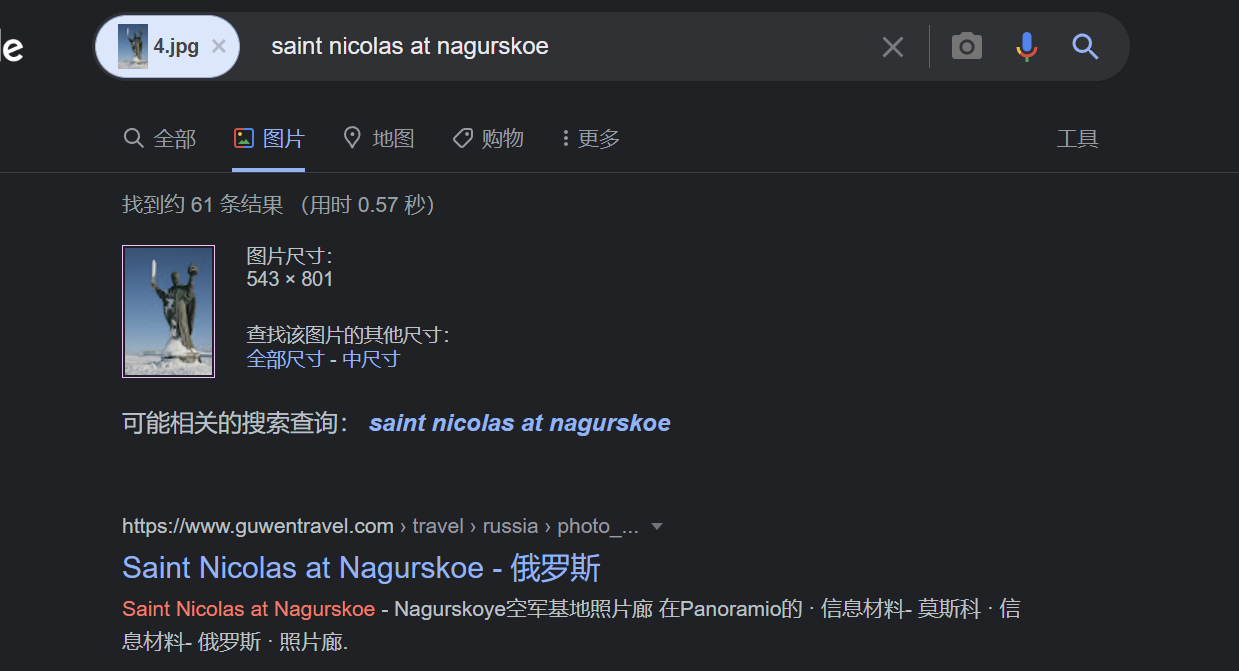 le
4.jpg
saint nicolas at nagurskoe
全部 图片 地图 购物 更多 工具
找到约 61 条结果 （用时 0.57 秒）
图片尺寸：
543 × 801
查找该图片的其他尺寸：
全部尺寸 - 中尺寸
可能相关的搜索查询： saint nicolas at nagurskoe
https://www.guwentravel.com › travel › russia › photo_...
Saint Nicolas at Nagurskoe - 俄罗斯
Saint Nicolas at Nagurskoe - Nagurskoye空军基地照片廊 在Panoramio的 · 信息材料- 莫斯科 · 信
息材料- 俄罗斯 · 照片廊.